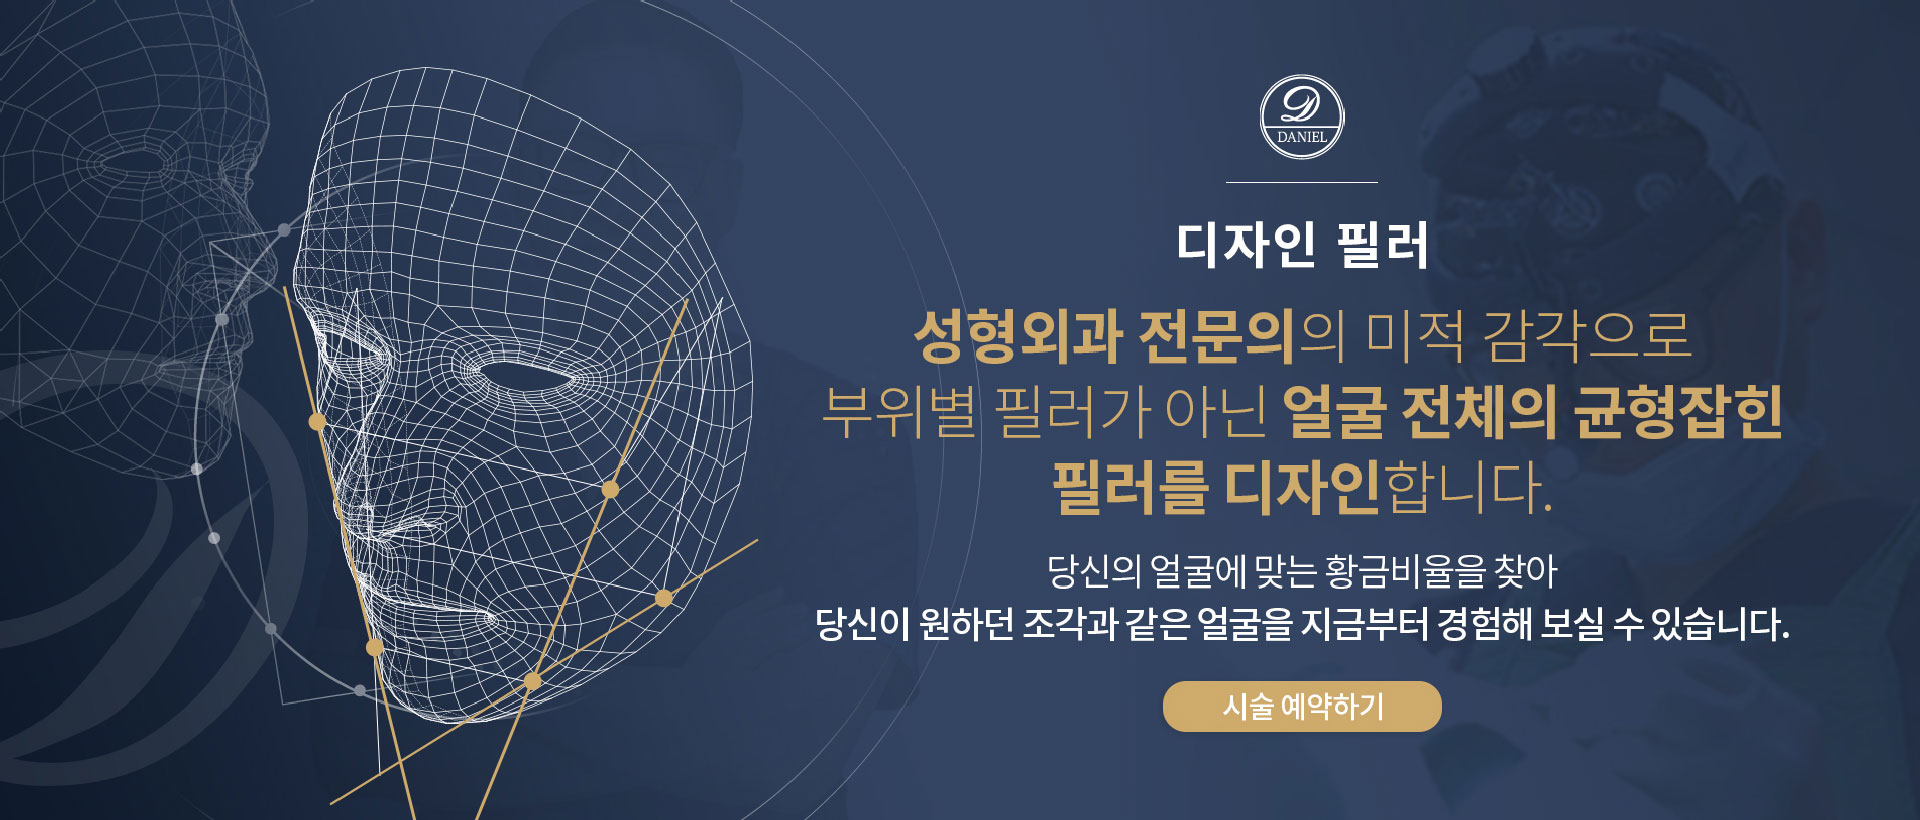 D
DANIEL
디자인 필러
성형외과 전문의의 미적 감각으로
부위별 필러가 아닌 얼굴 전체의 균형잡힌
필러를 디자인합니다.
당신의 얼굴에 맞는 황금비율을 찾아
당신이 원하던 조각과 같은 얼굴을 지금부터 경험해 보실 수 있습니다.
시술 예약하기